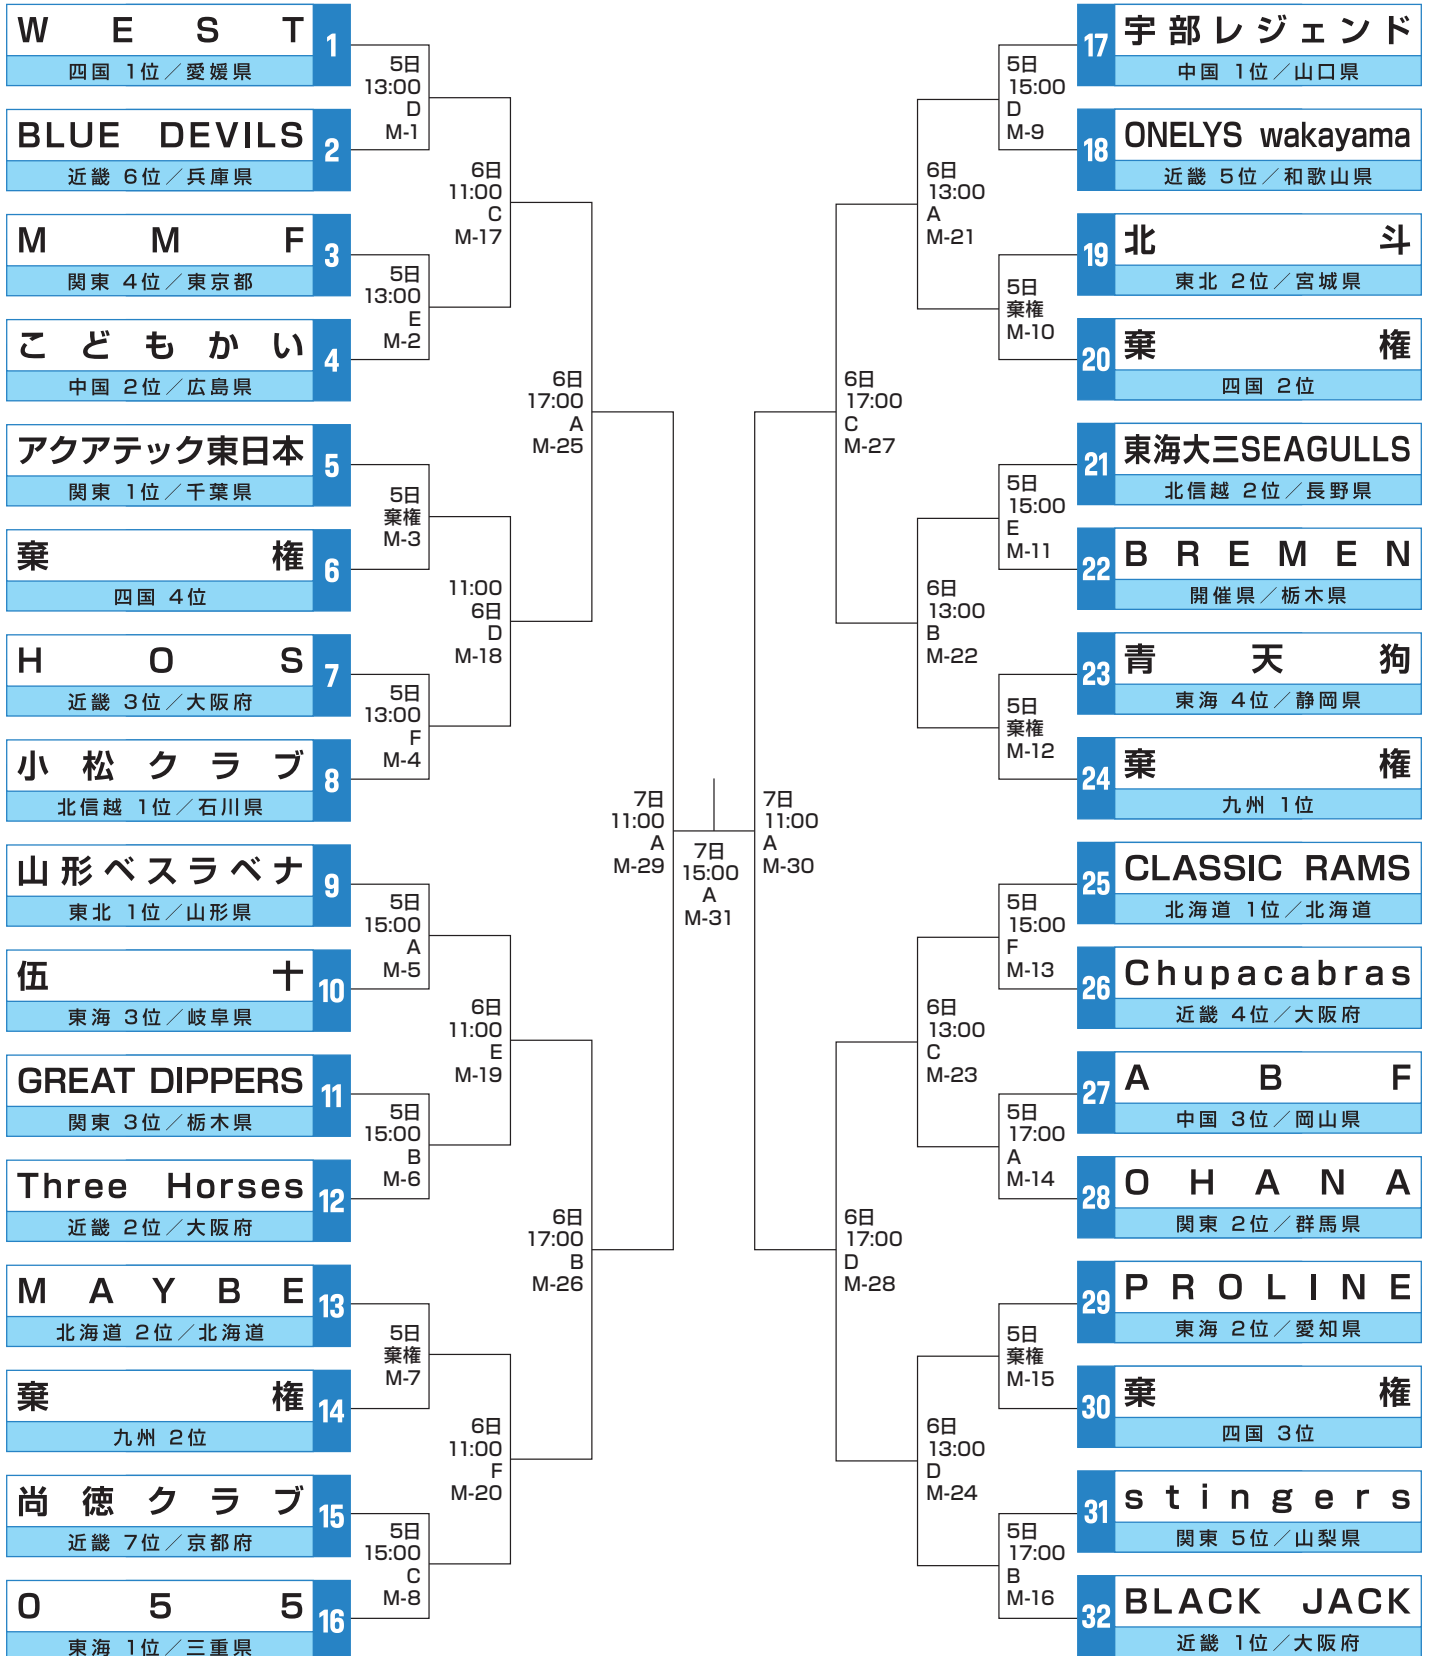 WEST
1
四国 1位／愛媛県
BLUE DEVILS
2
近畿 6位／兵庫県
MMF
3
関東 4位／東京都
こどもかい
4
中国 2位／広島県
アクアテック東日本
5
関東 1位／千葉県
棄権
6
四国 4位
HOS
7
近畿 3位／大阪府
小松クラブ
8
北信越 1位／石川県
山形ベスラベナ
9
東北 1位／山形県
伍十
10
東海 3位／岐阜県
GREAT DIPPERS
11
関東 3位／栃木県
Three Horses
12
近畿 2位／大阪府
MAYBE
13
北海道 2位／北海道
棄権
14
九州 2位
尚徳クラブ
15
近畿 7位／京都府
055
16
東海 1位／三重県
5日
13:00
D
M-1
5日
13:00
E
M-2
5日
棄権
M-3
5日
13:00
F
M-4
5日
15:00
A
M-5
5日
15:00
B
M-6
5日
棄権
M-7
5日
15:00
C
M-8
6日
11:00
C
M-17
11:00
6日
D
M-18
6日
11:00
E
M-19
6日
11:00
F
M-20
6日
17:00
A
M-25
6日
17:00
B
M-26
7日
11:00
A
M-29
7日
15:00
A
M-31
7日
11:00
A
M-30
6日
17:00
C
M-27
6日
17:00
D
M-28
6日
13:00
A
M-21
6日
13:00
B
M-22
6日
13:00
C
M-23
6日
13:00
D
M-24
5日
15:00
D
M-9
5日
棄権
M-10
5日
15:00
E
M-11
5日
棄権
M-12
5日
15:00
F
M-13
5日
17:00
A
M-14
5日
棄権
M-15
5日
17:00
B
M-16
17
宇部レジェンド
中国 1位／山口県
18
ONELYS wakayama
近畿 5位／和歌山県
19
北斗
東北 2位／宮城県
20
棄権
四国 2位
21
東海大三SEAGULLS
北信越 2位／長野県
22
BREMEN
開催県／栃木県
23
青天狗
東海 4位／静岡県
24
棄権
九州 1位
25
CLASSIC RAMS
北海道 1位／北海道
26
Chupacabras
近畿 4位／大阪府
27
ABF
中国 3位／岡山県
28
OHANA
関東 2位／群馬県
29
PROLINE
東海 2位／愛知県
30
棄権
四国 3位
31
stingers
関東 5位／山梨県
32
BLACK JACK
近畿 1位／大阪府